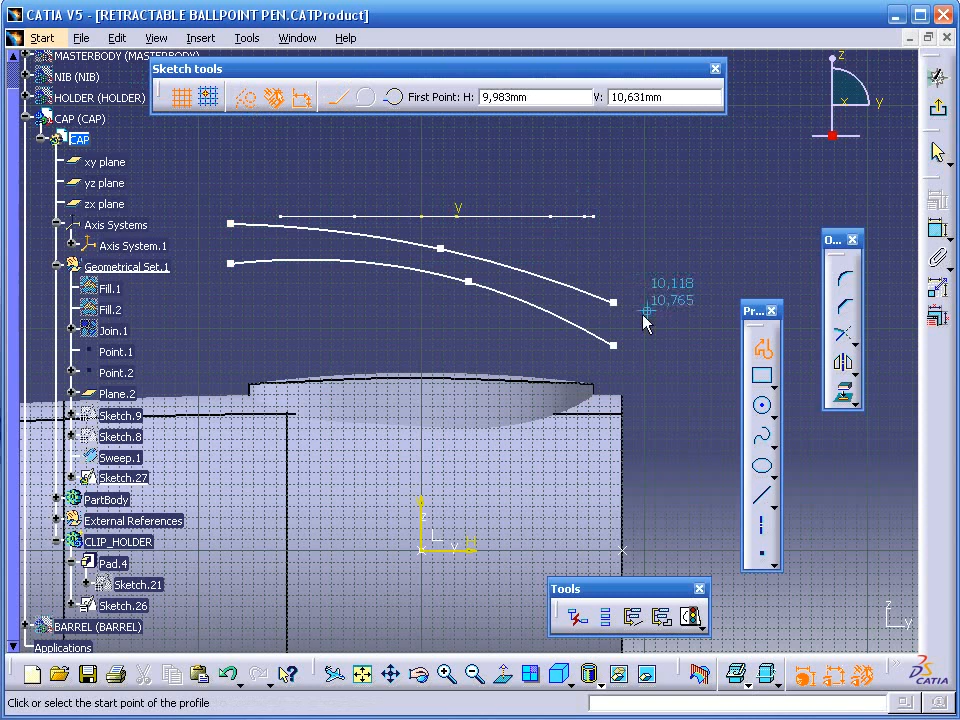 CATIA V5 - [RETRACTABLE BALLPOINT PEN.CATProduct]
Start File Edit View Insert Tools Window Help
MASTERBODY (MASTERBODY)
NIB (NIB)
HOLDER (HOLDER)
CAP (CAP)
CAP
xy plane
yz plane
zx plane
Axis Systems
Axis System.1
Geometrical Set.1
Fill.1
Fill.2
Join.1
Point.1
Point.2
Plane.2
Sketch.9
Sketch.8
Sweep.1
Sketch.27
PartBody
External References
CLIP_HOLDER
Pad.4
Sketch.21
Sketch.26
BARREL (BARREL)
Applications
Sketch tools
First Point: H: 9,983mm V: 10,631mm
z
x y
V
10,118
10,765
O...
Pr...
z
y
H
Tools
z
y
CATIA
Click or select the start point of the profile